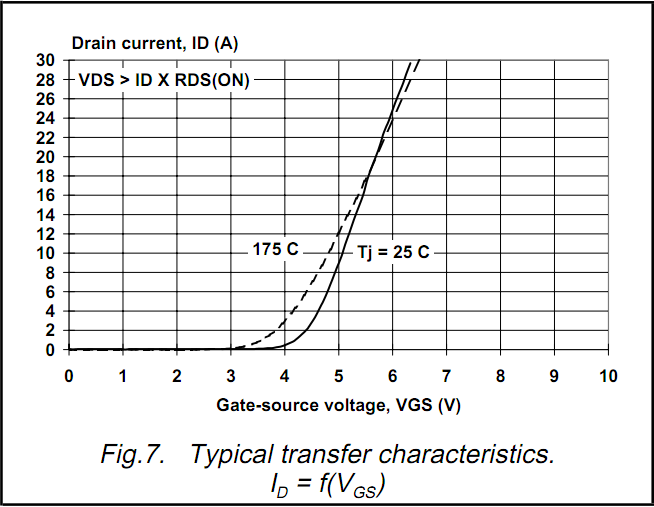 Drain current, ID (A)
30
VDS > ID X RDS(ON)
28
26
24
22
20
18
16
14
12
175 C
Tj = 25 C
10
8
6
4
2
0
0 1 2 3 4 5 6 7 8 9 10
Gate-source voltage, VGS (V)
Fig.7. Typical transfer characteristics.
ID = f(VGS)